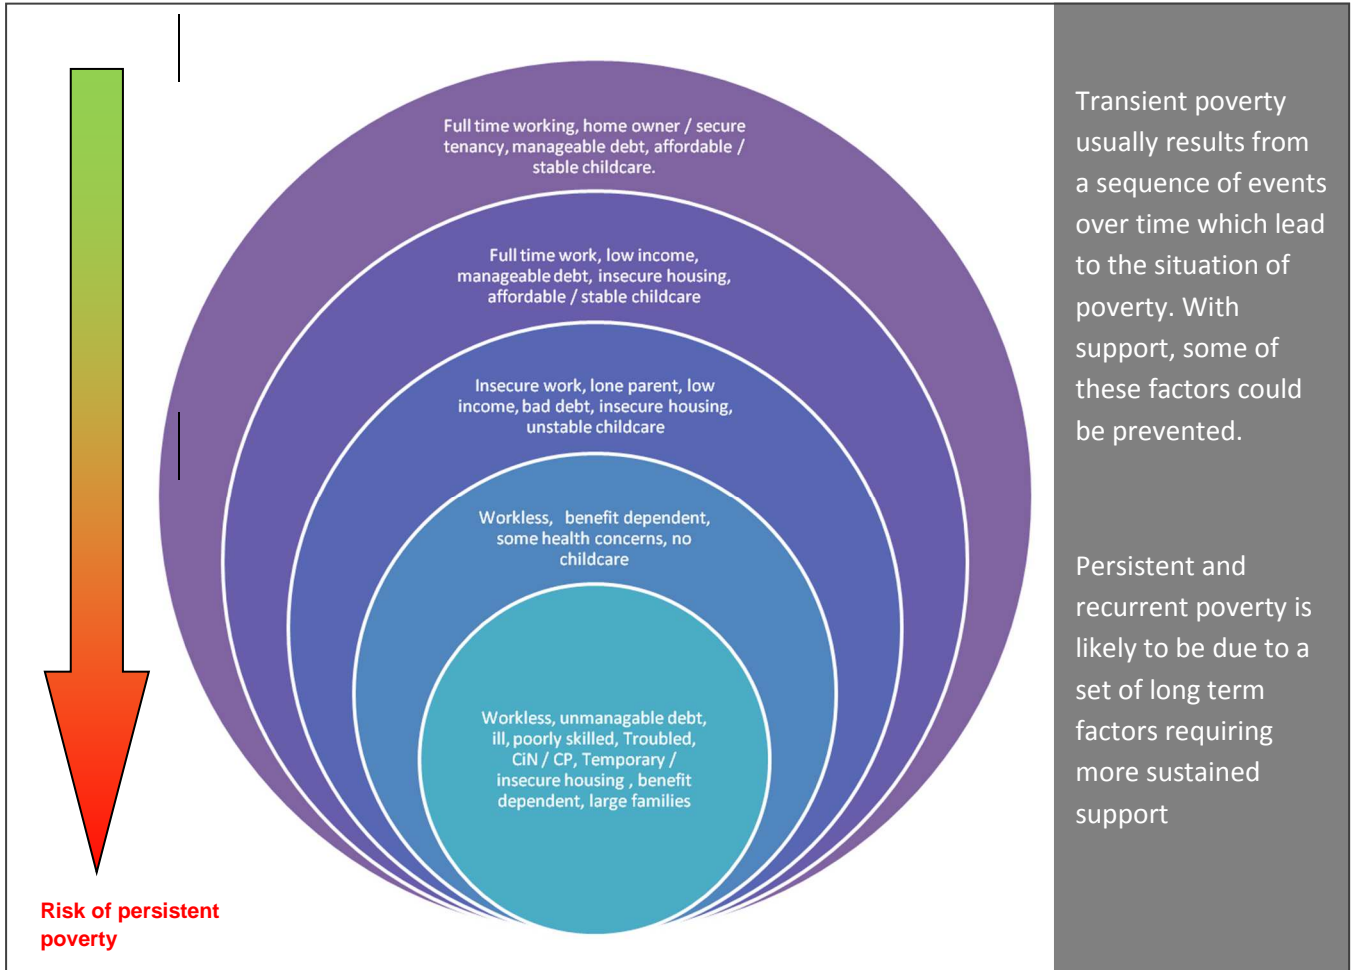 Full time working, home owner / secure
tenancy, manageable debt, affordable /
stable childcare.
Full time work, low income,
manageable debt, insecure housing,
affordable / stable childcare
Insecure work, lone parent, low
income, bad debt, insecure housing,
unstable childcare
Workless, benefit dependent,
some health concerns, no
childcare
Workless, unmanagable debt,
ill, poorly skilled, Troubled,
CiN / CP, Temporary /
insecure housing , benefit
dependent, large families
Risk of persistent
poverty
Transient poverty
usually results from
a sequence of events
over time which lead
to the situation of
poverty. With
support, some of
these factors could
be prevented.
Persistent and
recurrent poverty is
likely to be due to a
set of long term
factors requiring
more sustained
support